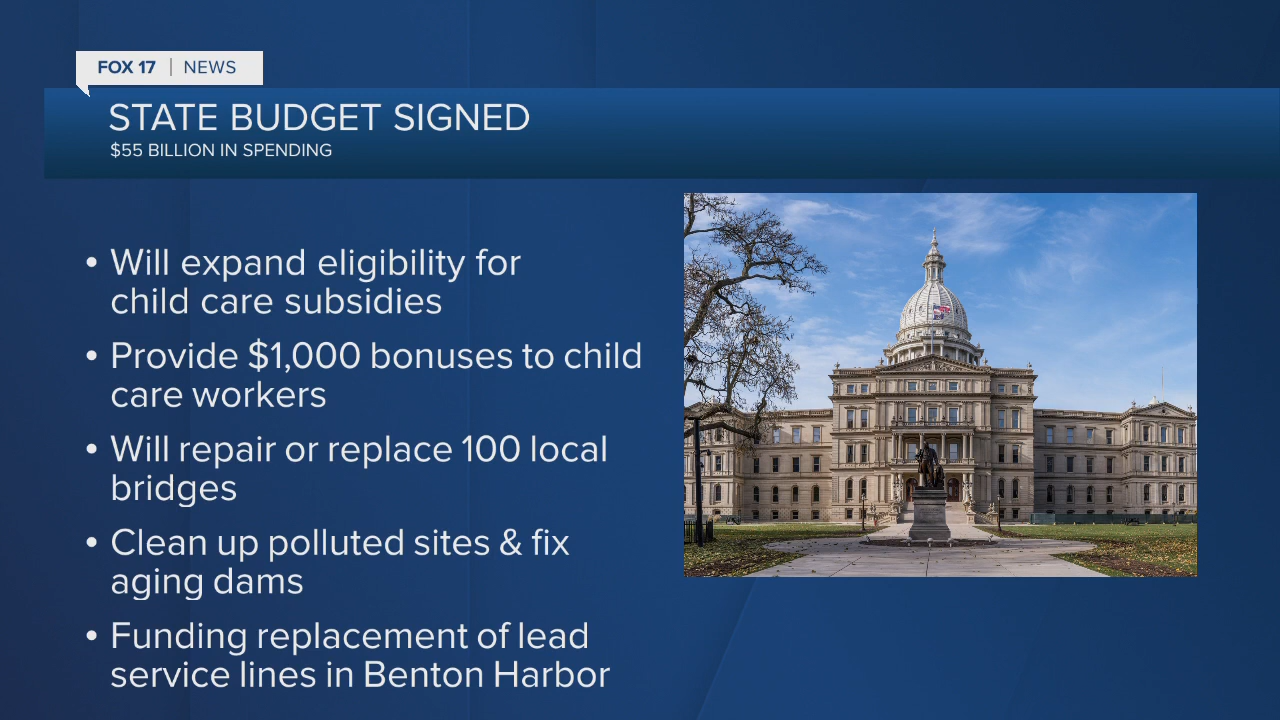 FOX 17 | NEWS
STATE BUDGET SIGNED
$55 BILLION IN SPENDING
• Will expand eligibility for
child care subsidies
• Provide $1,000 bonuses to child
care workers
• Will repair or replace 100 local
bridges
• Clean up polluted sites & fix
aging dams
• Funding replacement of lead
service lines in Benton Harbor